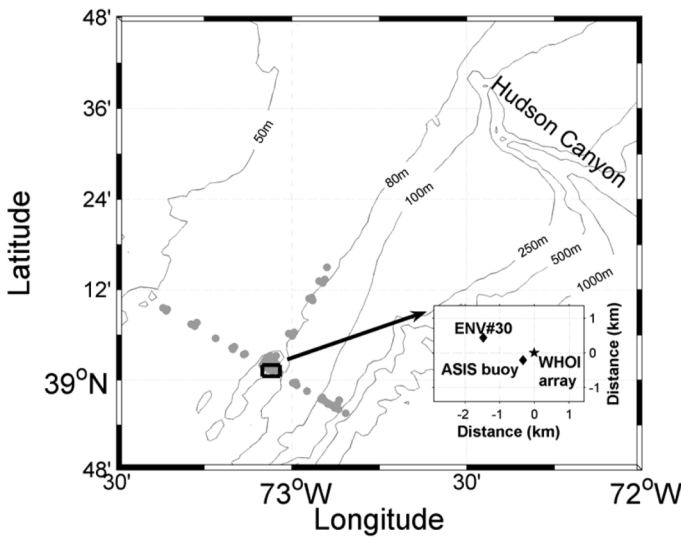 48'
36'
24'
12'
39°N
48'
Latitude
30'
73°W
30'
72°W
Longitude
Hudson Canyon
50m
80m
100m
250m
500m
1000m
ENV#30
ASIS buoy
WHOI
array
1
0
-1
Distance (km)
-2
-1
0
1
Distance (km)